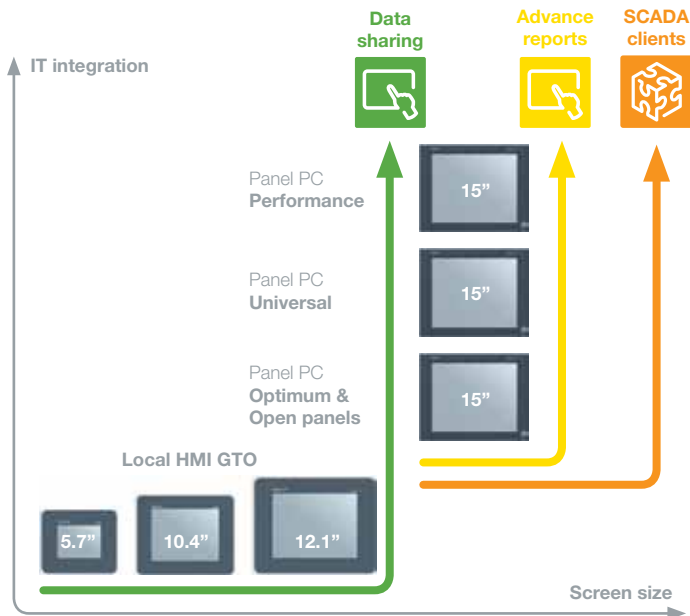 Data
sharing
Advance
reports
SCADA
clients
IT integration
Panel PC
Performance
15”
Panel PC
Universal
15”
Panel PC
Optimum &
Open panels
15”
Local HMI GTO
5.7”
10.4”
12.1”
Screen size